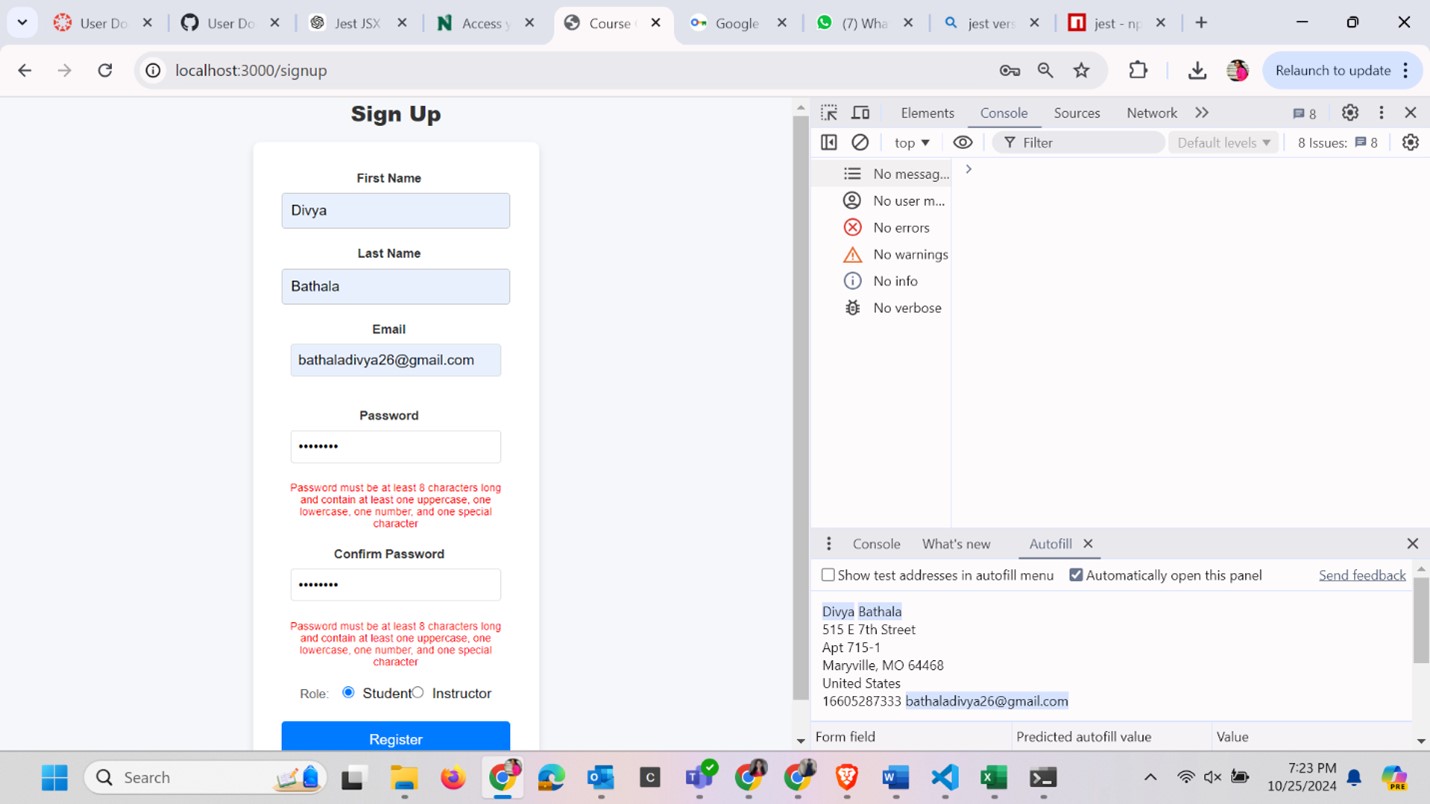 User Do
User Do
Jest JSX
Access y
Course
Google
(7) Wha
jest vers
jest - np
localhost:3000/signup
Relaunch to update
Sign Up
First Name
Divya
Last Name
Bathala
Email
bathaladivya26@gmail.com
Password
••••••••
Password must be at least 8 characters long
and contain at least one uppercase, one
lowercase, one number, and one special
character
Confirm Password
••••••••
Password must be at least 8 characters long
and contain at least one uppercase, one
lowercase, one number, and one special
character
Role: Student Instructor
Register
Elements Console Sources Network 8
top Filter Default levels 8 Issues: 8
No messag...
No user m...
No errors
No warnings
No info
No verbose
Console What's new Autofill
Show test addresses in autofill menu Automatically open this panel Send feedback
Divya Bathala
515 E 7th Street
Apt 715-1
Maryville, MO 64468
United States
16605287333 bathaladivya26@gmail.com
Form field Predicted autofill value Value
Search
7:23 PM
10/25/2024
PRE